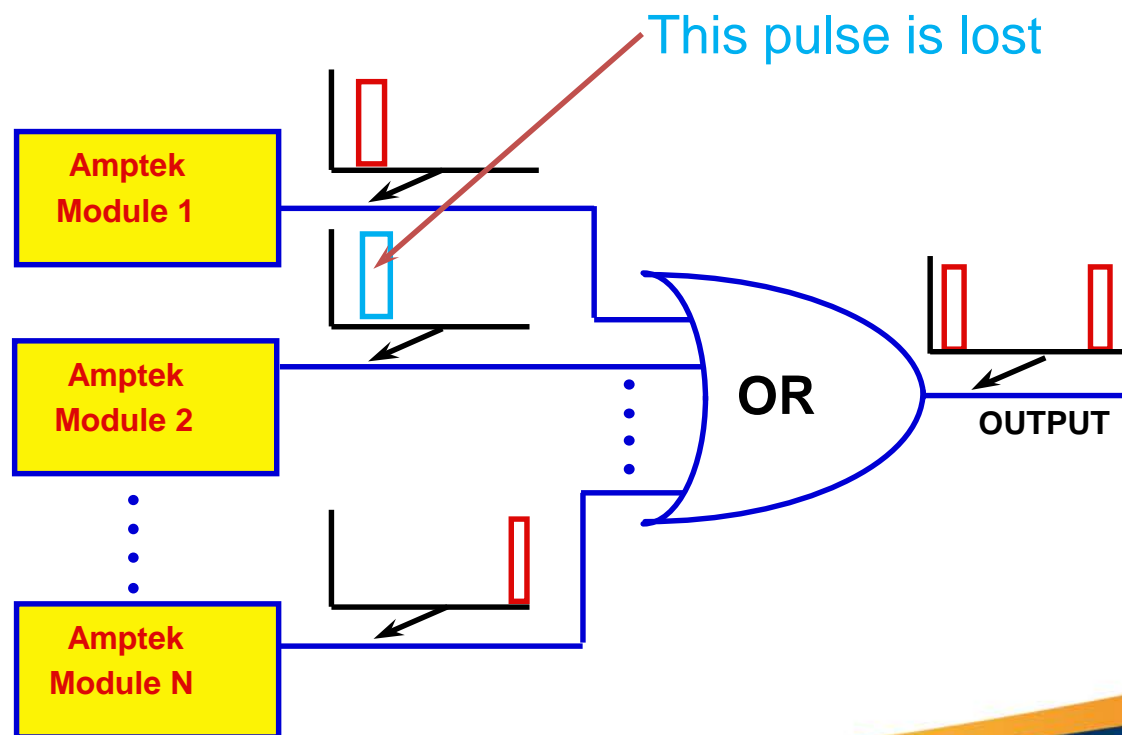 This pulse is lost
Amptek
Module 1
Amptek
Module 2
OR
OUTPUT
Amptek
Module N